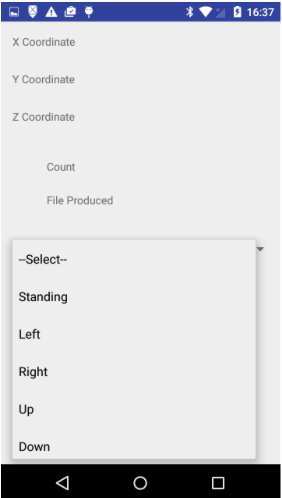 16:37
X Coordinate
Y Coordinate
Z Coordinate
Count
File Produced
--Select--
Standing
Left
Right
Up
Down